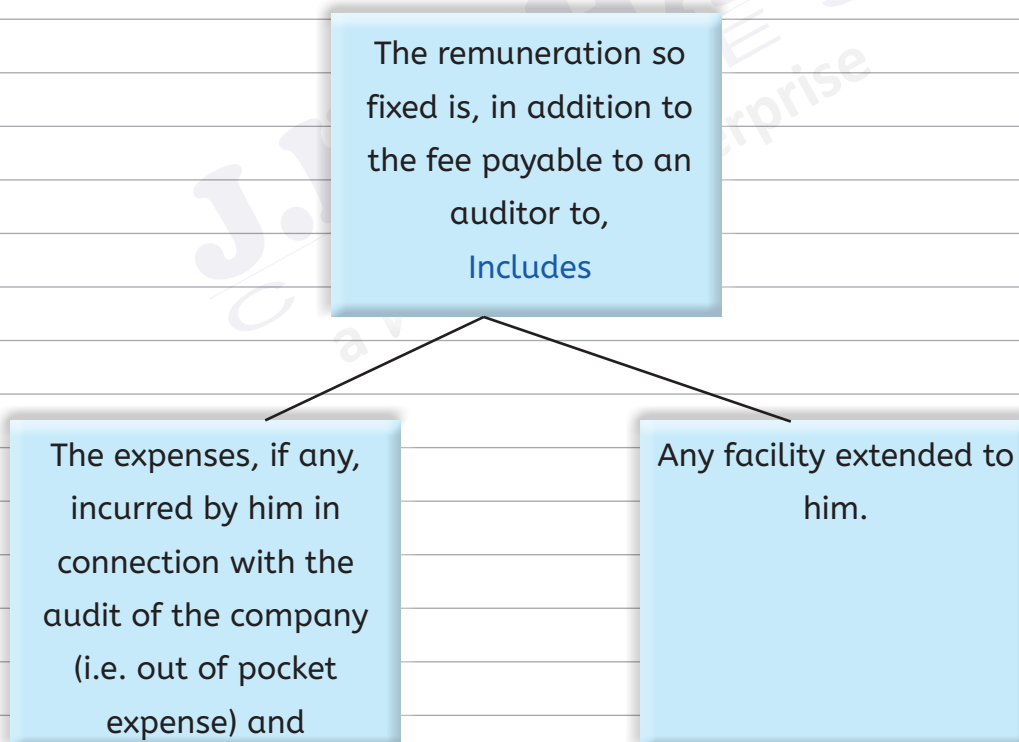 The remuneration so
fixed is, in addition to
the fee payable to an
auditor to,
Includes
The expenses, if any,
incurred by him in
connection with the
audit of the company
(i.e. out of pocket
expense) and
Any facility extended to
him.